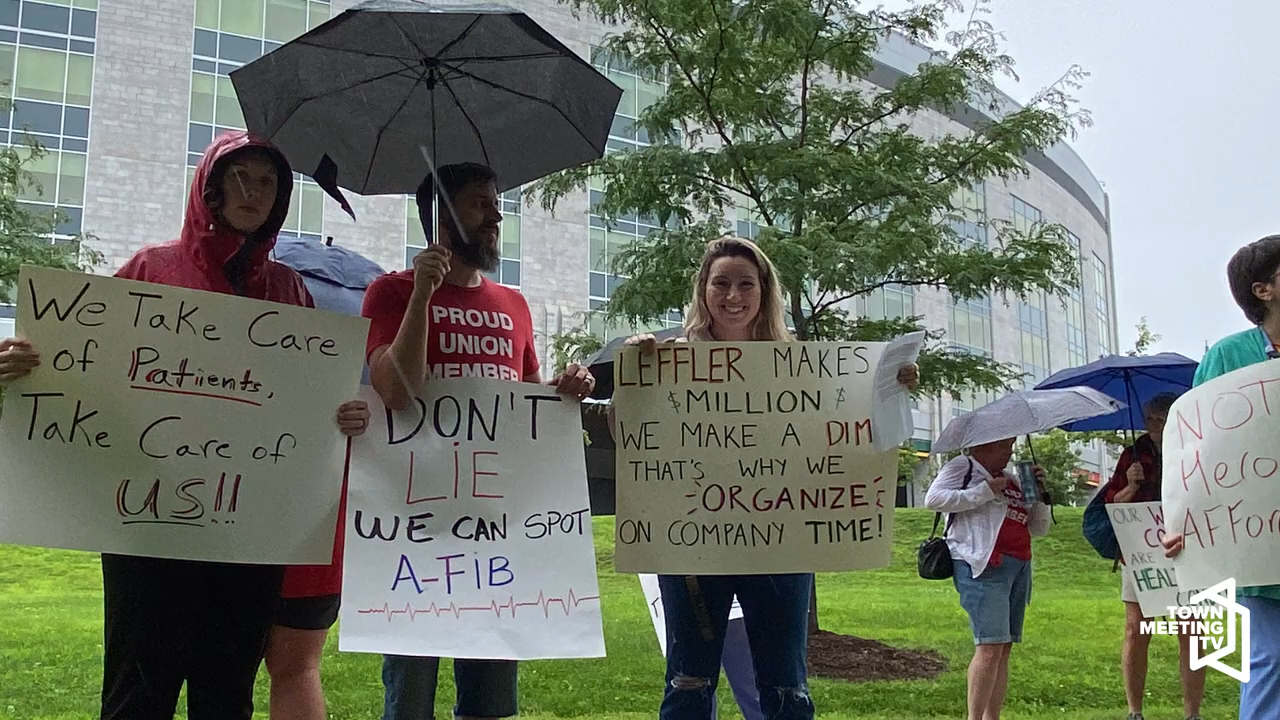 We Take Care
of Patients,
Take Care of
US!!
PROUD
UNION
MEMBER
DON'T
LIE
WE CAN SPOT
A-FIB
LEFFLER MAKES
$MILLION $
WE MAKE A DIM
THAT'S WHY WE
ORGANIZE
ON COMPANY TIME!
OUR W
CO
ARE
HEAL
NOT
Hero
AFFor
TOWN
MEETING
TV